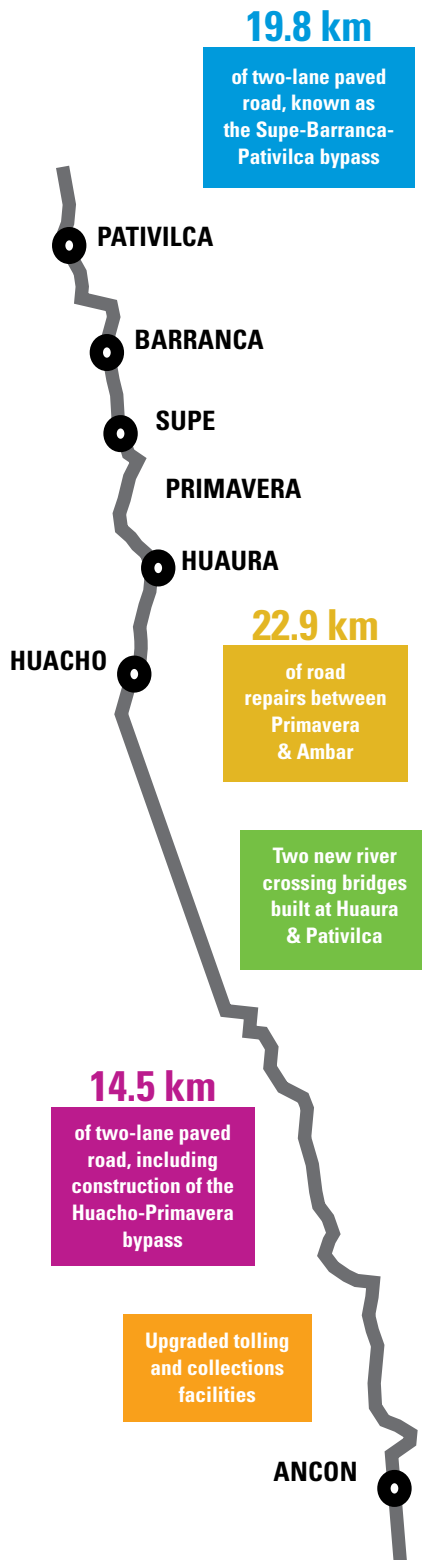 19.8 km
of two-lane paved
road, known as
the Supe-Barranca-
Pativilca bypass
PATIVILCA
BARRANCA
SUPE
PRIMAVERA
HUAURA
22.9 km
HUACHO
of road
repairs between
Primavera
& Ambar
Two new river
crossing bridges
built at Huaura
& Pativilca
14.5 km
of two-lane paved
road, including
construction of the
Huacho-Primavera
bypass
Upgraded tolling
and collections
facilities
ANCON